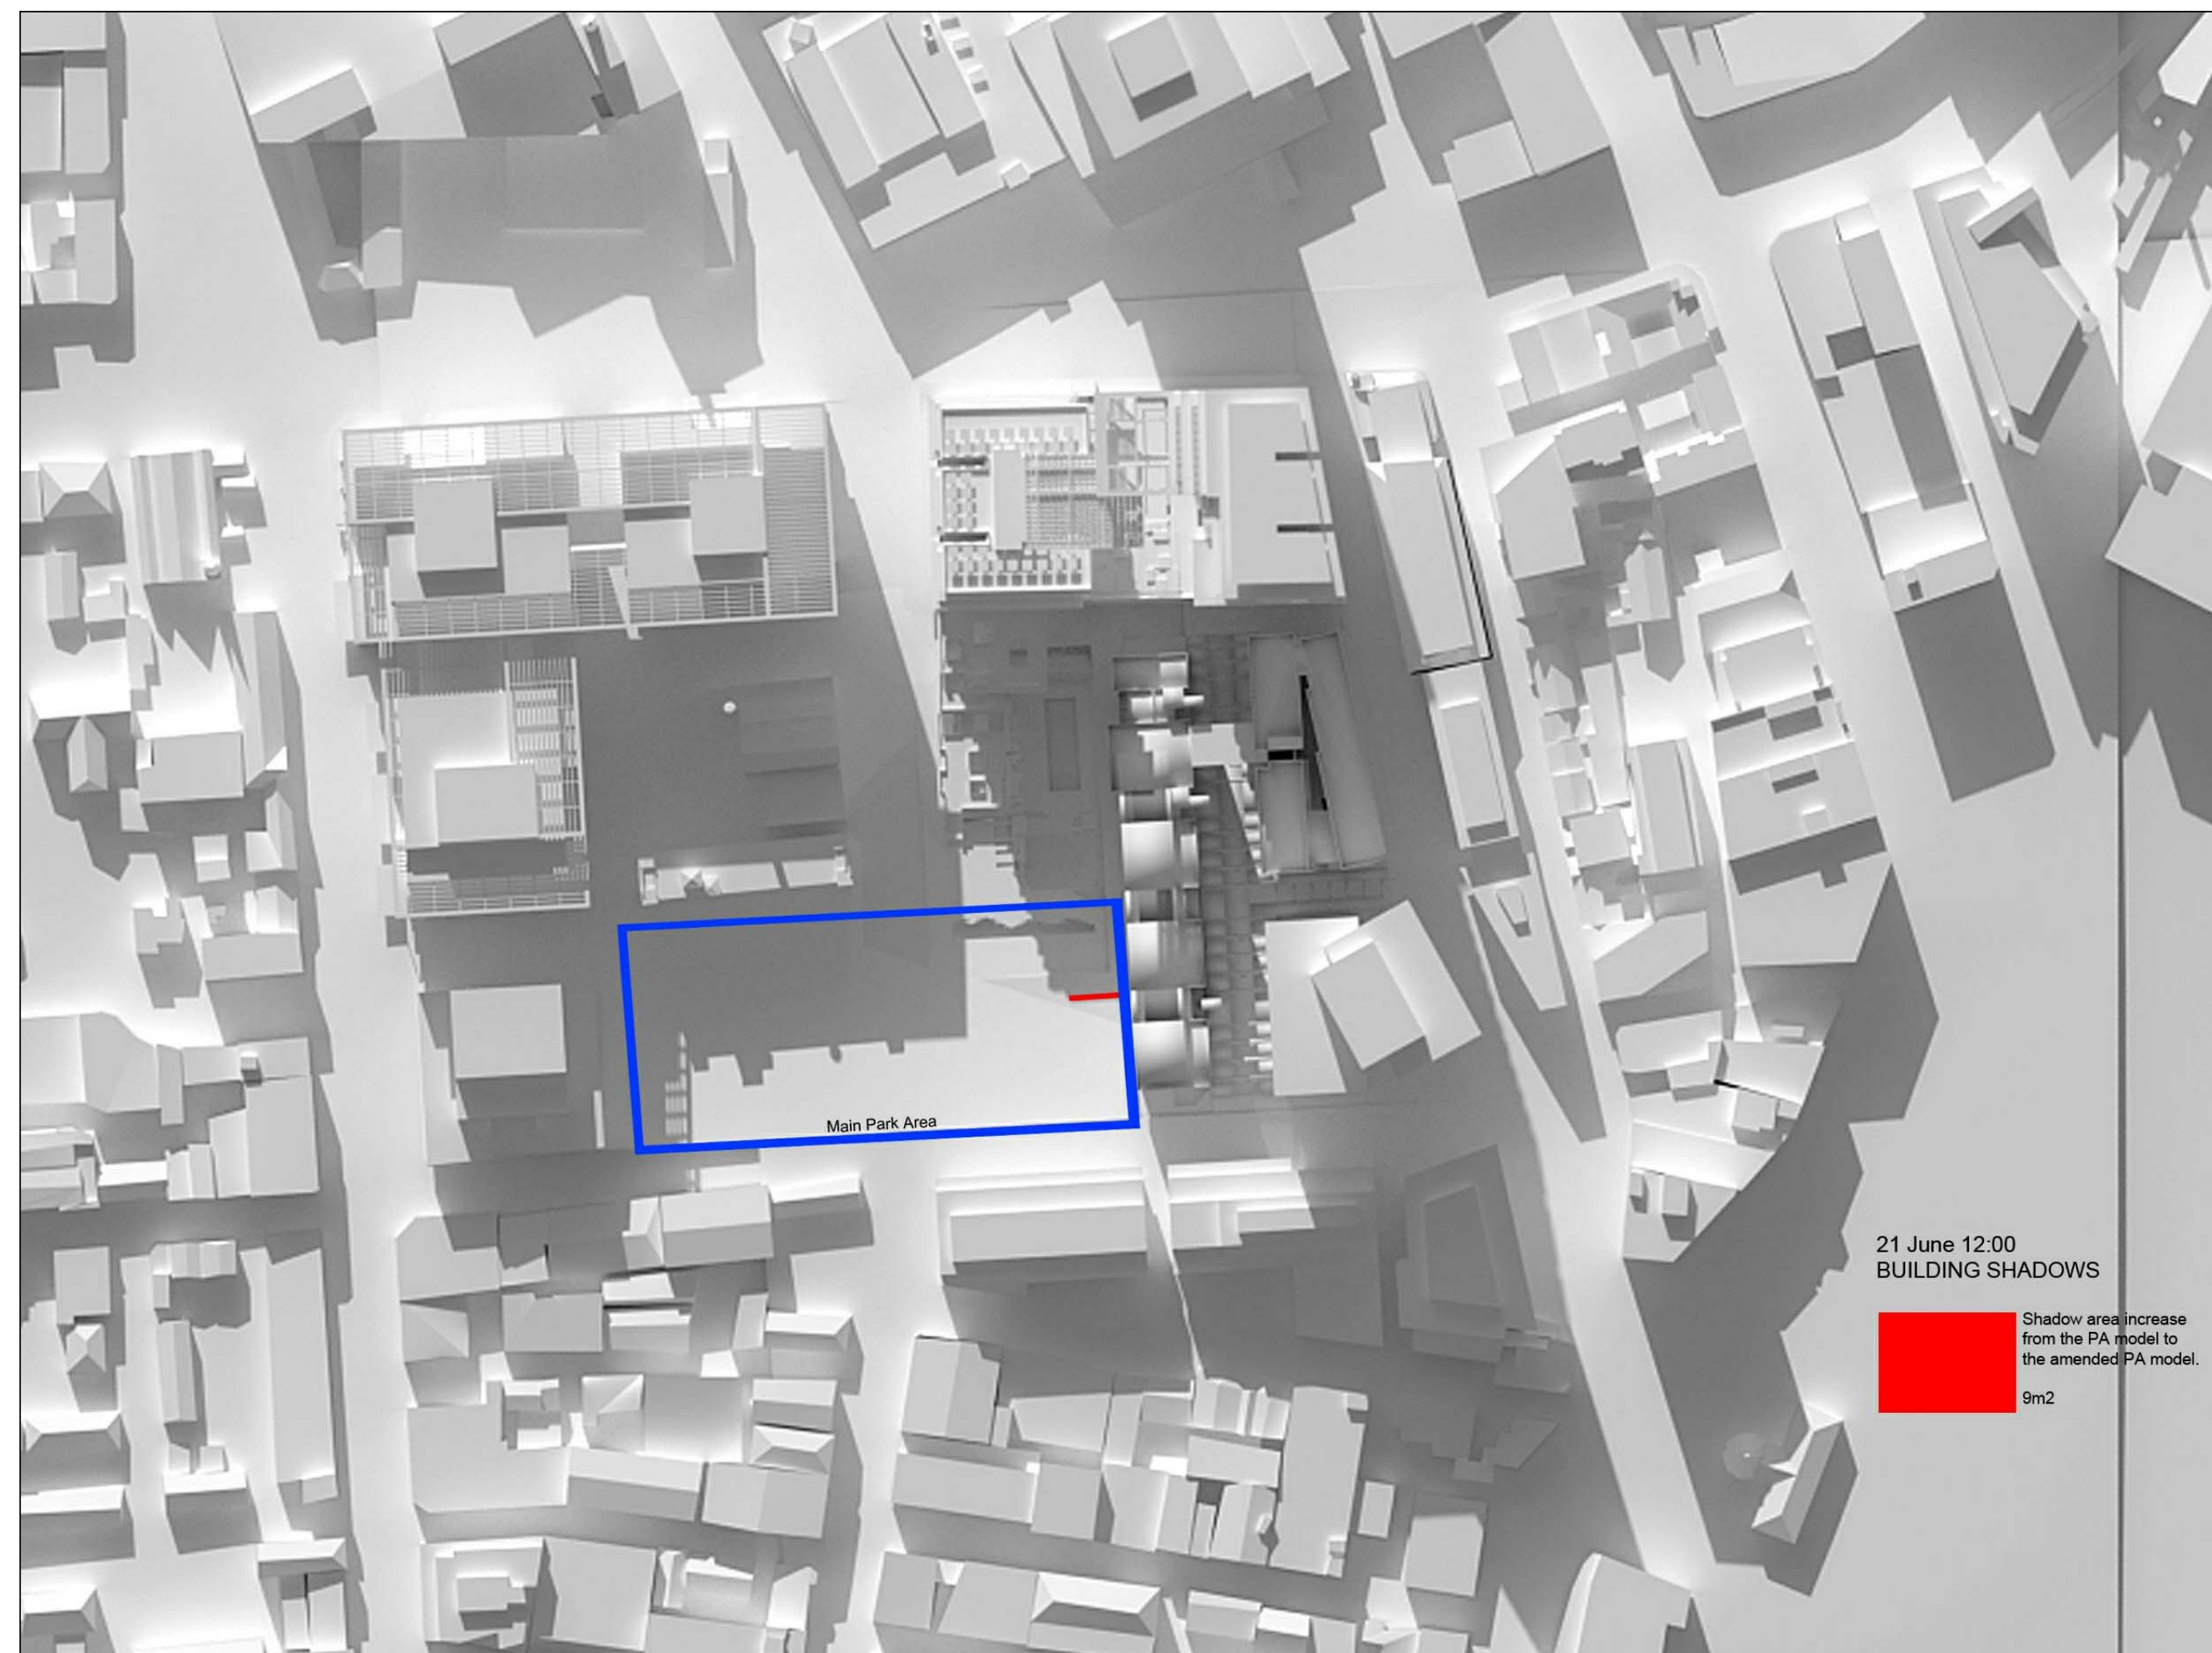 Main Park Area
21 June 12:00
BUILDING SHADOWS
Shadow area increase
from the PA model to
the amended PA model.
9m2